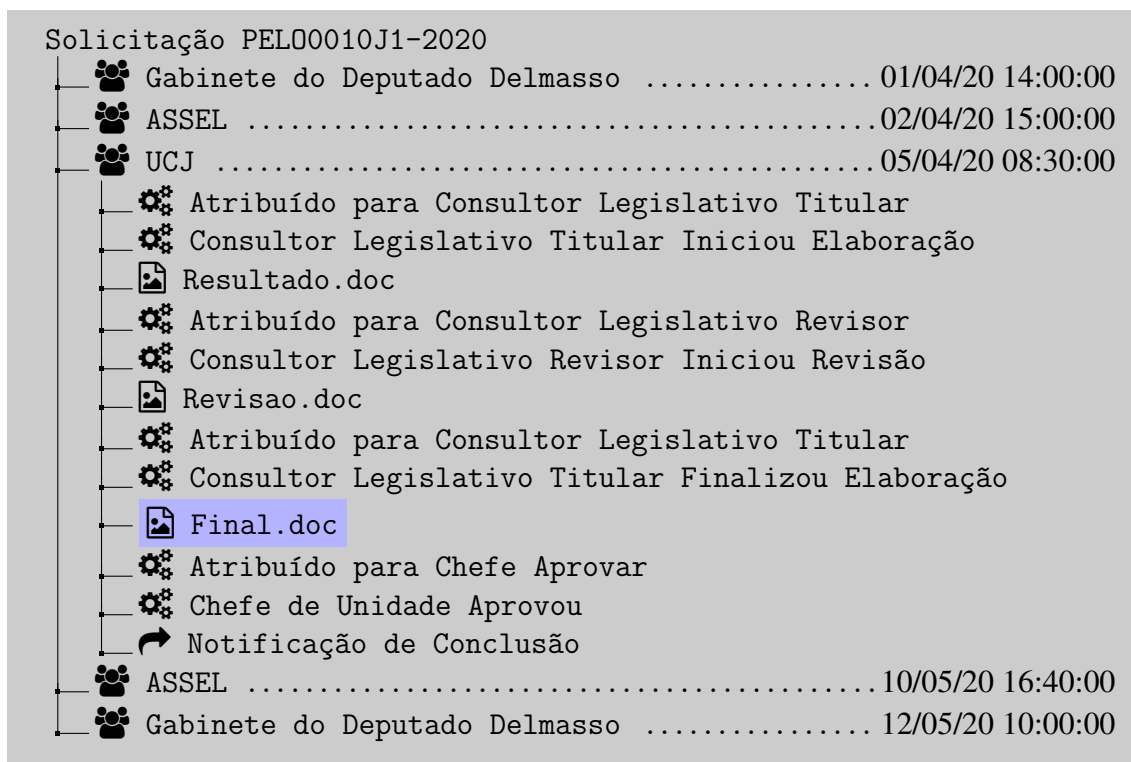 Solicitação PELO0010J1-2020
Gabinete do Deputado Delmasso ................ 01/04/20 14:00:00
ASSEL ............................................ 02/04/20 15:00:00
UCJ .............................................. 05/04/20 08:30:00
Atribuído para Consultor Legislativo Titular
Consultor Legislativo Titular Iniciou Elaboração
Resultado.doc
Atribuído para Consultor Legislativo Revisor
Consultor Legislativo Revisor Iniciou Revisão
Revisao.doc
Atribuído para Consultor Legislativo Titular
Consultor Legislativo Titular Finalizou Elaboração
Final.doc
Atribuído para Chefe Aprovar
Chefe de Unidade Aprovou
Notificação de Conclusão
ASSEL ............................................ 10/05/20 16:40:00
Gabinete do Deputado Delmasso ................ 12/05/20 10:00:00